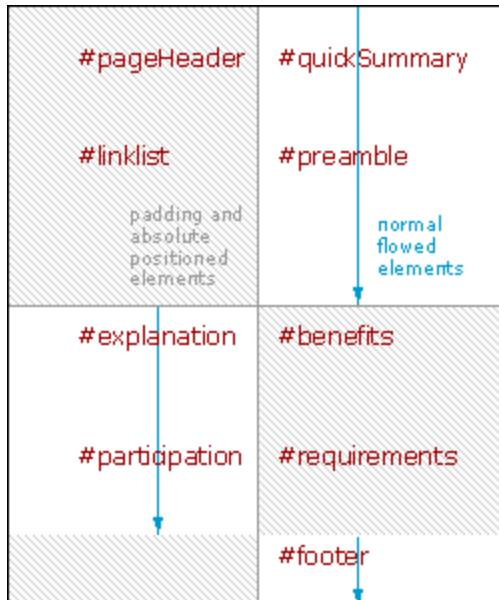 #pageHeader
#quickSummary
#linklist
#preamble
padding and
absolute
positioned
elements
normal
flowed
elements
#explanation
#benefits
#participation
#requirements
#footer